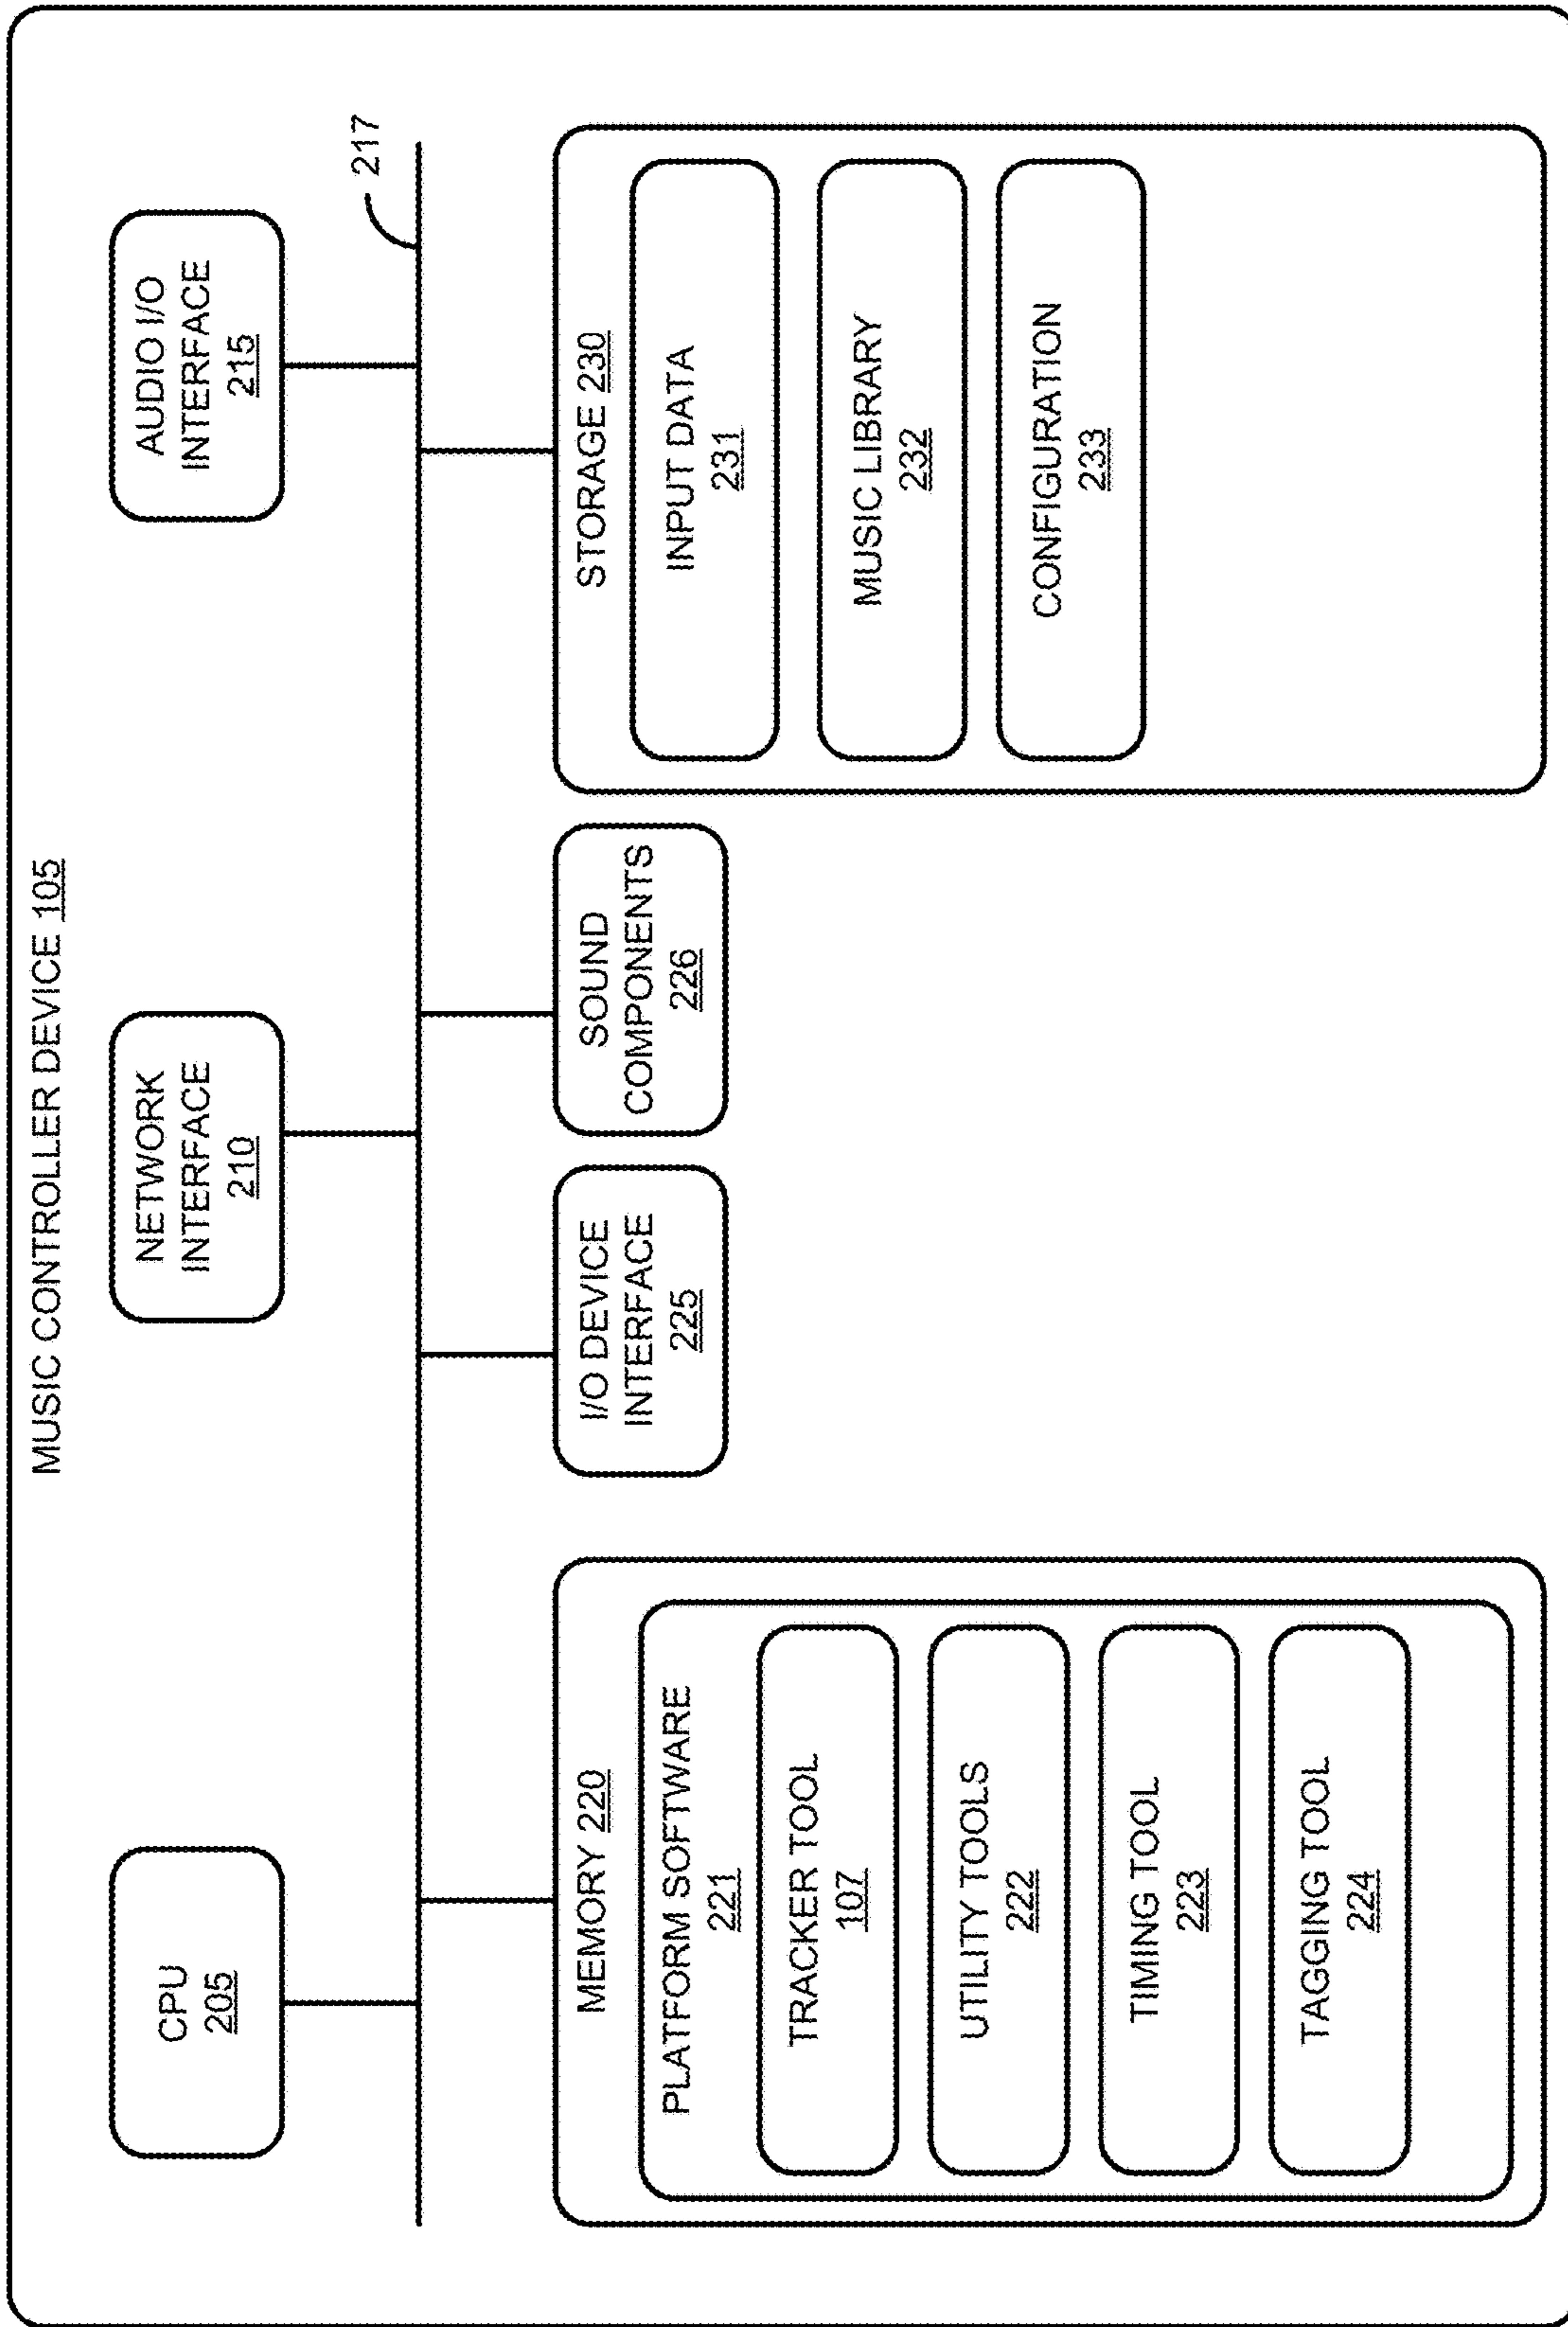 MUSIC CONTROLLER DEVICE 105
CPU
205
NETWORK
INTERFACE
210
AUDIO I/O
INTERFACE
215
217
MEMORY 220
PLATFORM SOFTWARE
221
TRACKER TOOL
107
UTILITY TOOLS
222
TIMING TOOL
223
TAGGING TOOL
224
I/O DEVICE
INTERFACE
225
SOUND
COMPONENTS
226
STORAGE 230
INPUT DATA
231
MUSIC LIBRARY
232
CONFIGURATION
233